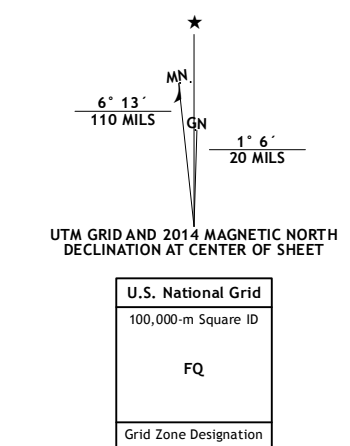 ★
MN
GN
6° 13´
110 MILS
1° 6´
20 MILS
UTM GRID AND 2014 MAGNETIC NORTH
DECLINATION AT CENTER OF SHEET
U.S. National Grid
100,000-m Square ID
FQ
Grid Zone Designation